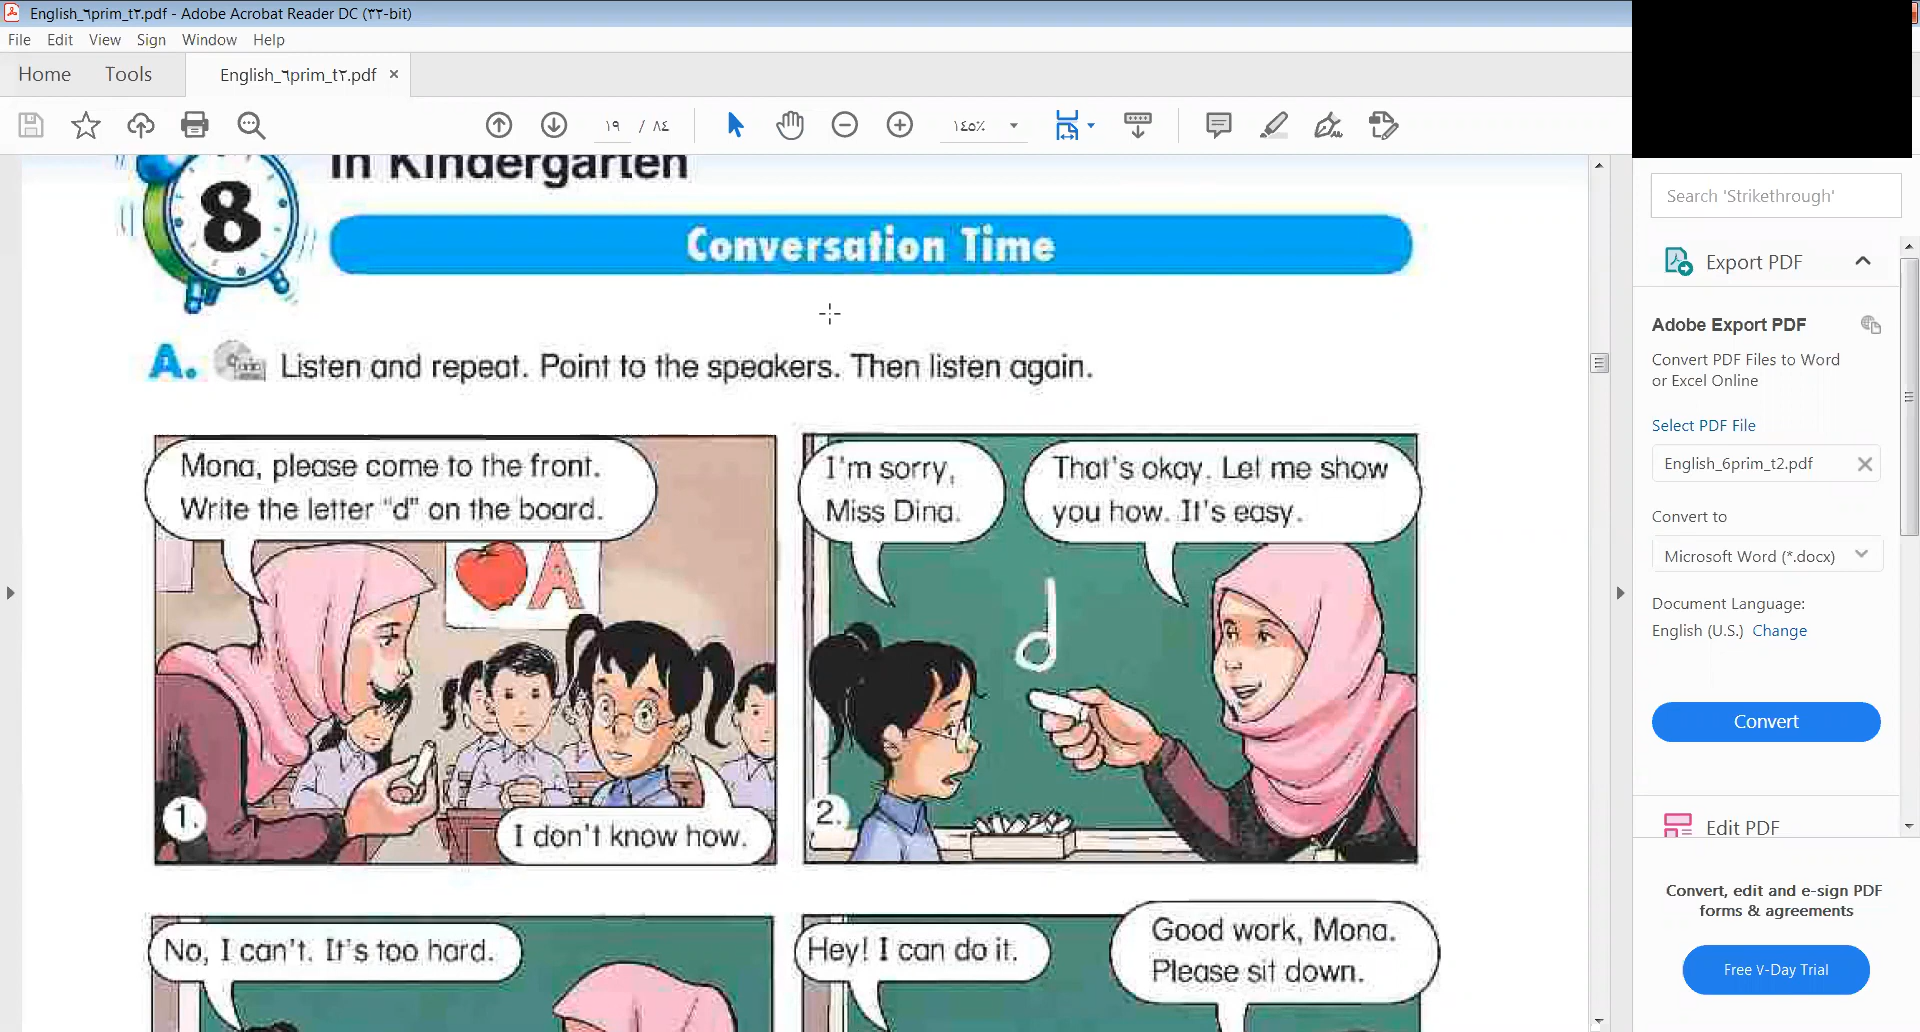 English_٦prim_t٢.pdf - Adobe Acrobat Reader DC (٣٢-bit)
File Edit View Sign Window Help
Home Tools English_٦prim_t٢.pdf ×
١٩ / ٨٤ ١٤٥٪
8 In Kindergarten
Conversation Time
A. Listen and repeat. Point to the speakers. Then listen again.
Mona, please come to the front.
Write the letter "d" on the board.
A
I don't know how.
1.
I'm sorry,
Miss Dina.
That's okay. Let me show
you how. It's easy.
d
2.
No, I can't. It's too hard.
Hey! I can do it.
Good work, Mona.
Please sit down.
Search 'Strikethrough'
Export PDF
Adobe Export PDF
Convert PDF Files to Word
or Excel Online
Select PDF File
English_6prim_t2.pdf
Convert to
Microsoft Word (*.docx)
Document Language:
English (U.S.) Change
Convert
Edit PDF
Convert, edit and e-sign PDF
forms & agreements
Free V-Day Trial